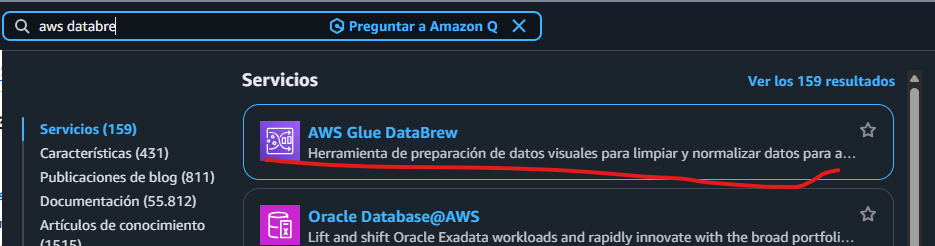 aws databre
Preguntar a Amazon Q
Servicios
Ver los 159 resultados
Servicios (159)
Características (431)
Publicaciones de blog (811)
Documentación (55.812)
Artículos de conocimiento
(1515)
AWS Glue DataBrew
Herramienta de preparación de datos visuales para limpiar y normalizar datos para a...
Oracle Database@AWS
Lift and shift Oracle Exadata workloads and rapidly innovate with the broad portfoli...